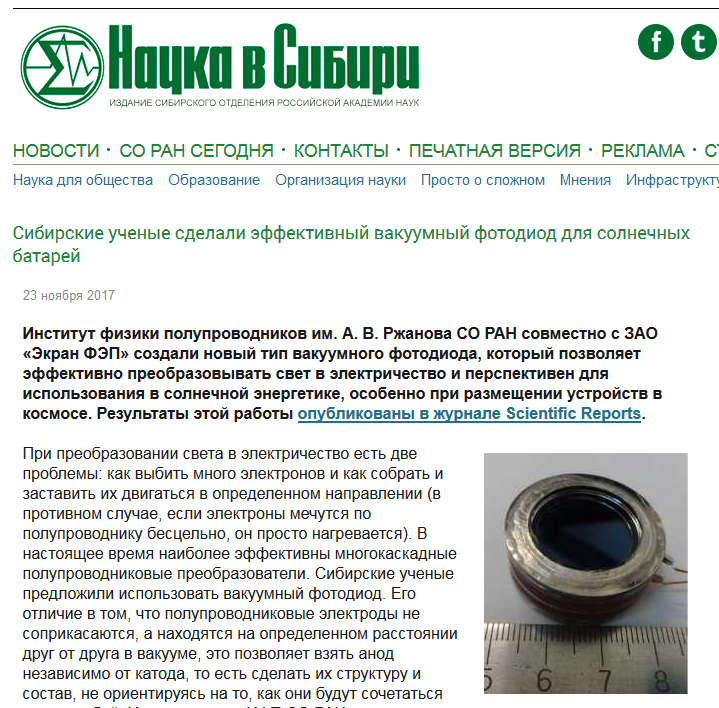 Наука в Сибири
ИЗДАНИЕ СИБИРСКОГО ОТДЕЛЕНИЯ РОССИЙСКОЙ АКАДЕМИИ НАУК
f t
НОВОСТИ · СО РАН СЕГОДНЯ · КОНТАКТЫ · ПЕЧАТНАЯ ВЕРСИЯ · РЕКЛАМА · СТ
Наука для общества Образование Организация науки Просто о сложном Мнения Инфраструкту
Сибирские ученые сделали эффективный вакуумный фотодиод для солнечных
батарей
23 ноября 2017
Институт физики полупроводников им. А. В. Ржанова СО РАН совместно с ЗАО
«Экран ФЭП» создали новый тип вакуумного фотодиода, который позволяет
эффективно преобразовывать свет в электричество и перспективен для
использования в солнечной энергетике, особенно при размещении устройств в
космосе. Результаты этой работы опубликованы в журнале Scientific Reports.
При преобразовании света в электричество есть две
проблемы: как выбить много электронов и как собрать и
заставить их двигаться в определенном направлении (в
противном случае, если электроны мечутся по
полупроводнику бесцельно, он просто нагревается). В
настоящее время наиболее эффективны многокаскадные
полупроводниковые преобразователи. Сибирские ученые
предложили использовать вакуумный фотодиод. Его
отличие в том, что полупроводниковые электроды не
соприкасаются, а находятся на определенном расстоянии
друг от друга в вакууме, это позволяет взять анод
независимо от катода, то есть сделать их структуру и
состав, не ориентируясь на то, как они будут сочетаться
5 6 7 8